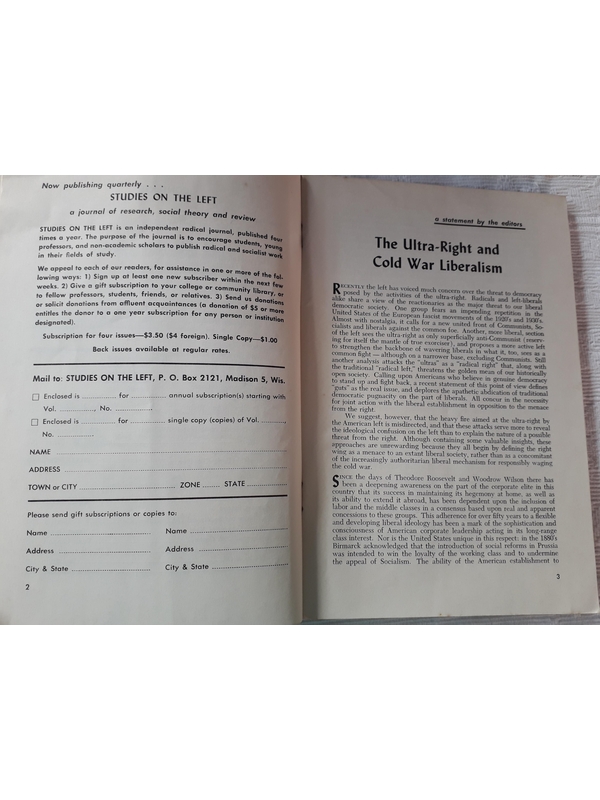 Now publishing quarterly . . .
STUDIES ON THE LEFT
a journal of research, social theory and review
STUDIES ON THE LEFT is an independent radical journal, published four
times a year. The purpose of the journal is to encourage students, young
professors, and non-academic scholars to publish radical and socialist work
in their fields of study.
We appeal to each of our readers, for assistance in one or more of the fol-
lowing ways: 1) Sign up at least one new subscriber within the next few
weeks. 2) Give a gift subscription to your college or community library, or
to fellow professors, students, friends, or relatives. 3) Send us donations
or solicit donations from affluent acquaintances (a donation of $5 or more
entitles the donor to a one year subscription for any person or institution
designated).
Subscription for four issues—$3.50 ($4 foreign). Single Copy—$1.00
Back issues available at regular rates.
Mail to: STUDIES ON THE LEFT, P. O. Box 2121, Madison 5, Wis.
Enclosed is ............ for ............ annual subscription(s) starting with
Vol. ............ No. ............
Enclosed is ............ for ............ single copy (copies) of Vol. ............,
No. ............
NAME ............
ADDRESS ............
TOWN or CITY ............ ZONE ...... STATE ............
Please send gift subscriptions or copies to:
Name ............ Name ............
Address ............ Address ............
City & State ............ City & State ............
2
a statement by the editors
The Ultra-Right and
Cold War Liberalism
RECENTLY the left has voiced much concern over the threat to democracy
posed by the activities of the ultra-right. Radicals and left-liberals
alike share a view of the reactionaries as the major threat to our liberal
democratic society. One group fears an impending repetition in the
United States of the European fascist movements of the 1920's and 1930's.
Almost with nostalgia, it calls for a new united front of Communists, So-
cialists and liberals against the common foe. Another, more liberal, section
of the left sees the ultra-right as only superficially anti-Communist (reserv-
ing for itself the mantle of true exorciser), and proposes a more active left
to strengthen the backbone of wavering liberals in what it, too, sees as a
common fight — although on a narrower base, excluding Communists. Still
another analysis attacks the "ultras" as a "radical right" that, along with
the traditional "radical left," threatens the golden mean of our historically
open society. Calling upon Americans who believe in genuine democracy
to stand up and fight back, a recent statement of this point of view defines
"guts" as the real issue, and deplores the apathetic abdication of traditional
democratic pugnacity on the part of liberals. All concur in the necessity
for joint action with the liberal establishment in opposition to the menace
from the right.
We suggest, however, that the heavy fire aimed at the ultra-right by
the American left is misdirected, and that these attacks serve more to reveal
the ideological confusion on the left than to explain the nature of a possible
threat from the right. Although containing some valuable insights, these
approaches are unrewarding because they all begin by defining the right
wing as a menace to an extant liberal society, rather than as a concomitant
of the increasingly authoritarian liberal mechanism for responsibly waging
the cold war.
SINCE the days of Theodore Roosevelt and Woodrow Wilson there has
been a deepening awareness on the part of the corporate elite in this
country that its success in maintaining its hegemony at home, as well as
its ability to extend it abroad, has been dependent upon the inclusion of
labor and the middle classes in a consensus based upon real and apparent
concessions to these groups. This adherence for over fifty years to a flexible
and developing liberal ideology has been a mark of the sophistication and
consciousness of American corporate leadership acting in its long-range
class interest. Nor is the United States unique in this respect: in the 1880's
Bismarck acknowledged that the introduction of social reforms in Prussia
was intended to win the loyalty of the working class and to undermine
the appeal of Socialism. The ability of the American establishment to
3